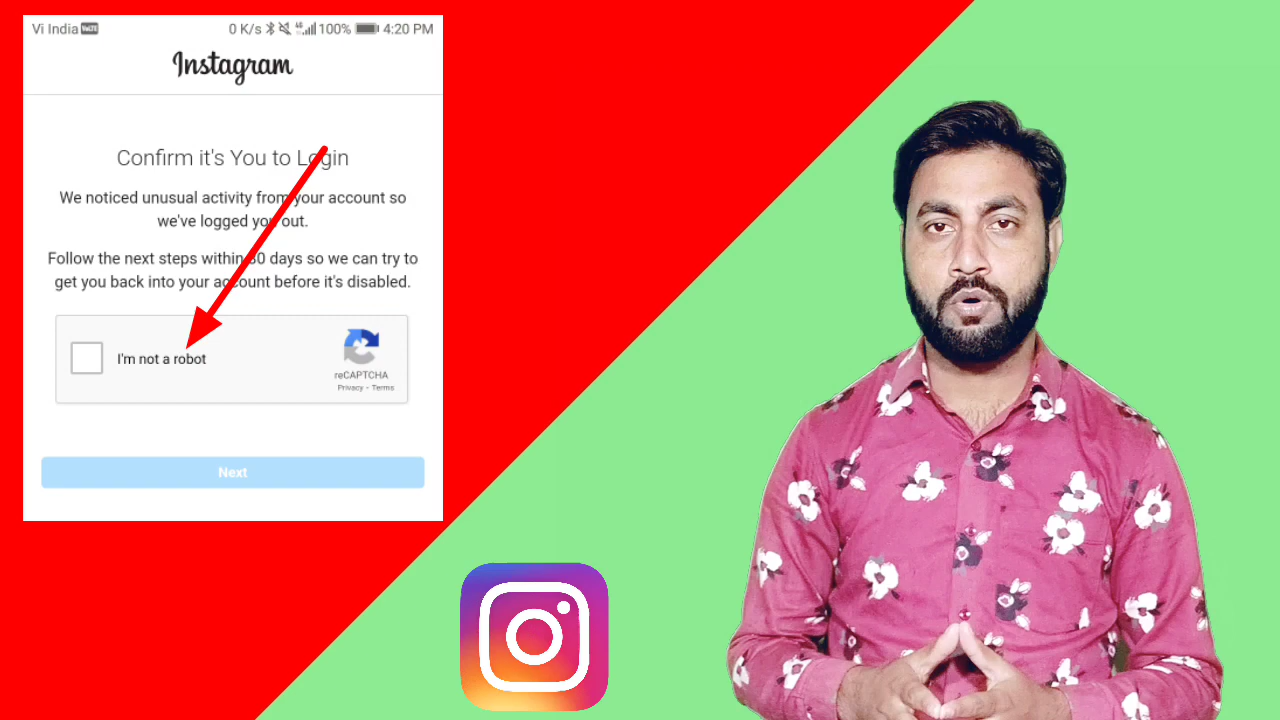 Vi India VoLTE 0 K/s 4G 100% 4:20 PM
Instagram
Confirm it's You to Login
We noticed unusual activity from your account so
we've logged you out.
Follow the next steps within 30 days so we can try to
get you back into your account before it's disabled.
I'm not a robot
reCAPTCHA
Privacy - Terms
Next